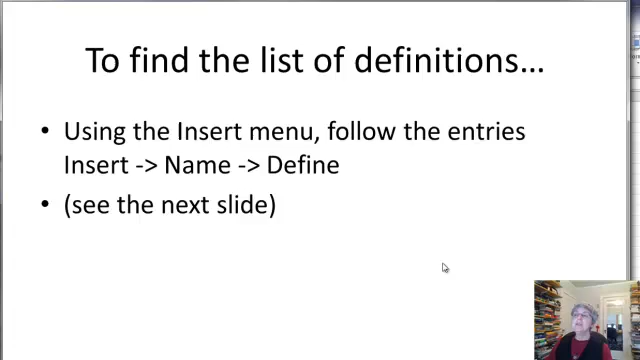 To find the list of definitions…
• Using the Insert menu, follow the entries
Insert -> Name -> Define
• (see the next slide)